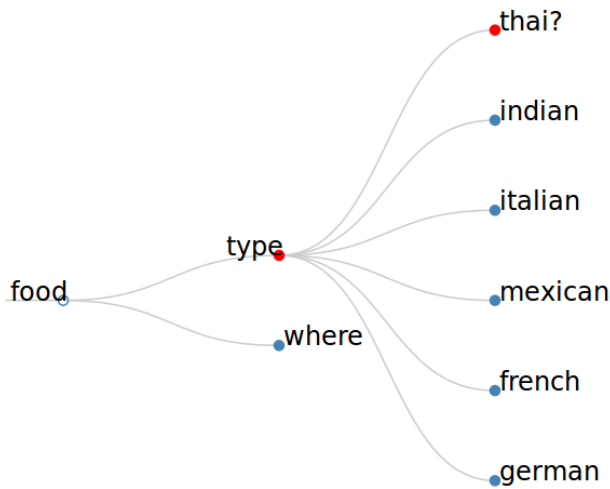 thai?
indian
italian
type
food
mexican
where
french
german